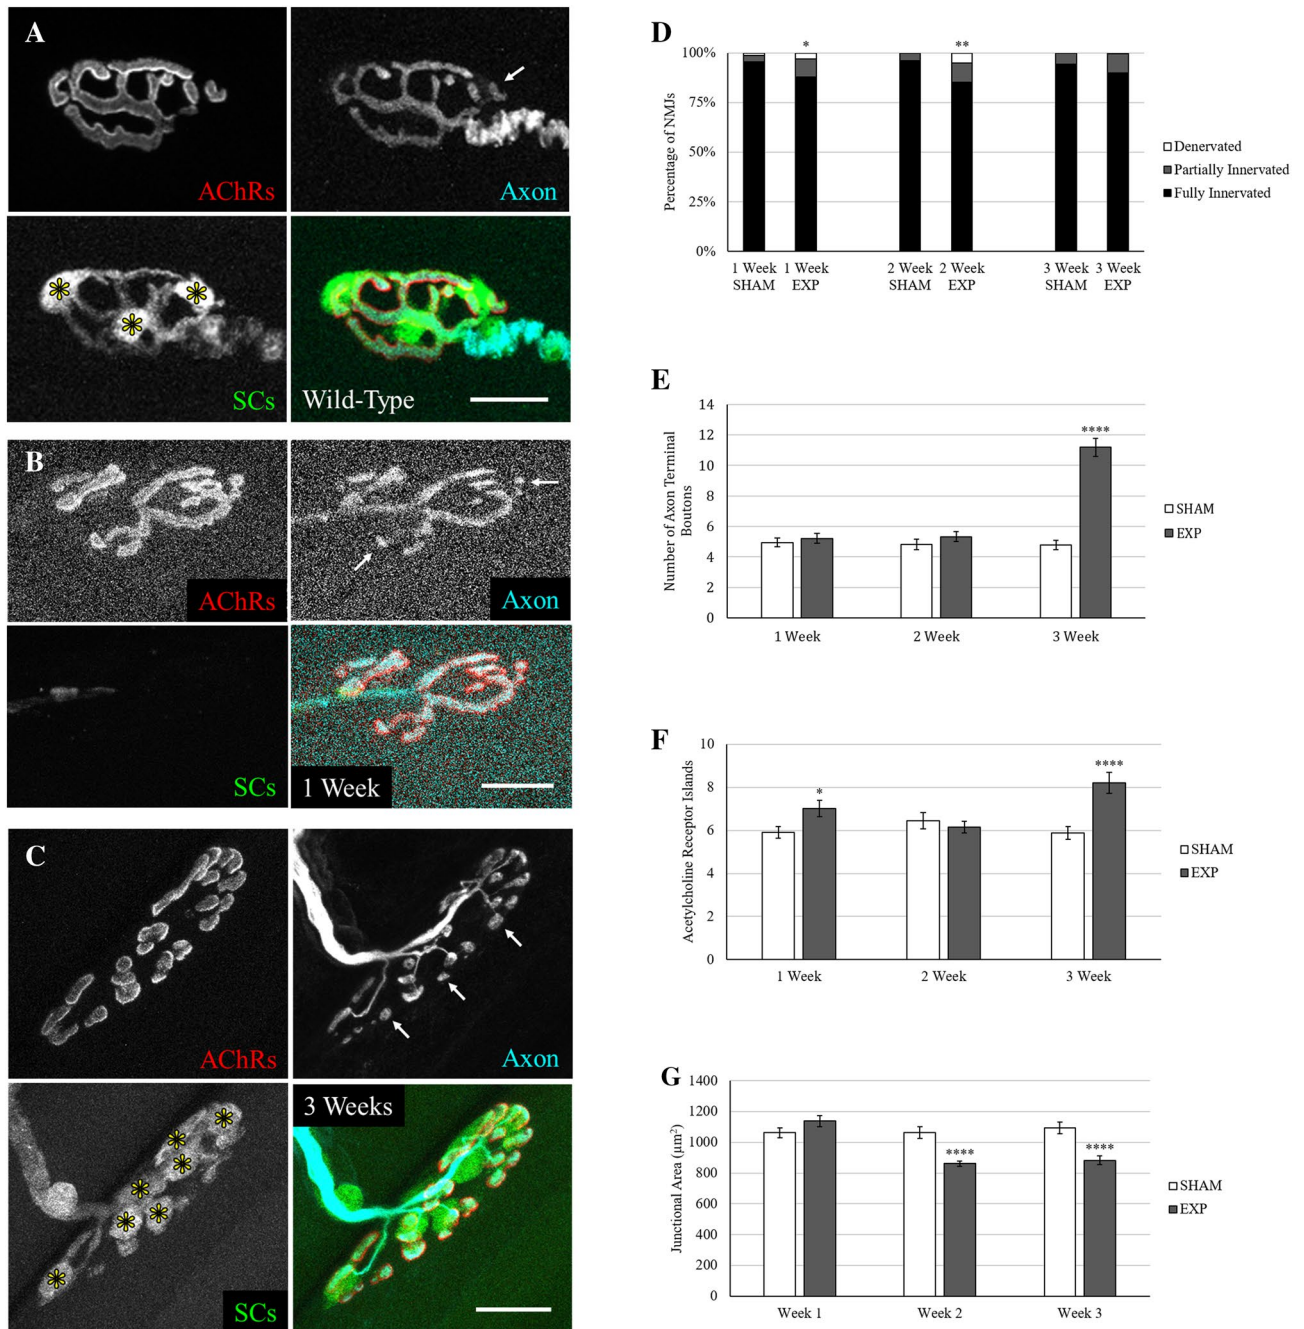 A
AChRs
Axon
SCs
Wild-Type
B
AChRs
Axon
SCs
1 Week
C
AChRs
Axon
SCs
3 Weeks
D
Percentage of NMJs
100%
75%
50%
25%
0%
*
**
1 Week SHAM
1 Week EXP
2 Week SHAM
2 Week EXP
3 Week SHAM
3 Week EXP
Denervated
Partially Innervated
Fully Innervated
E
Number of Axon Terminal
Boutons
14
12
10
8
6
4
2
0
****
1 Week
2 Week
3 Week
SHAM
EXP
F
Acetylcholine Receptor Islands
10
8
6
4
2
0
*
****
1 Week
2 Week
3 Week
SHAM
EXP
G
Junctional Area (μm²)
1400
1200
1000
800
600
400
200
0
****
****
Week 1
Week 2
Week 3
SHAM
EXP